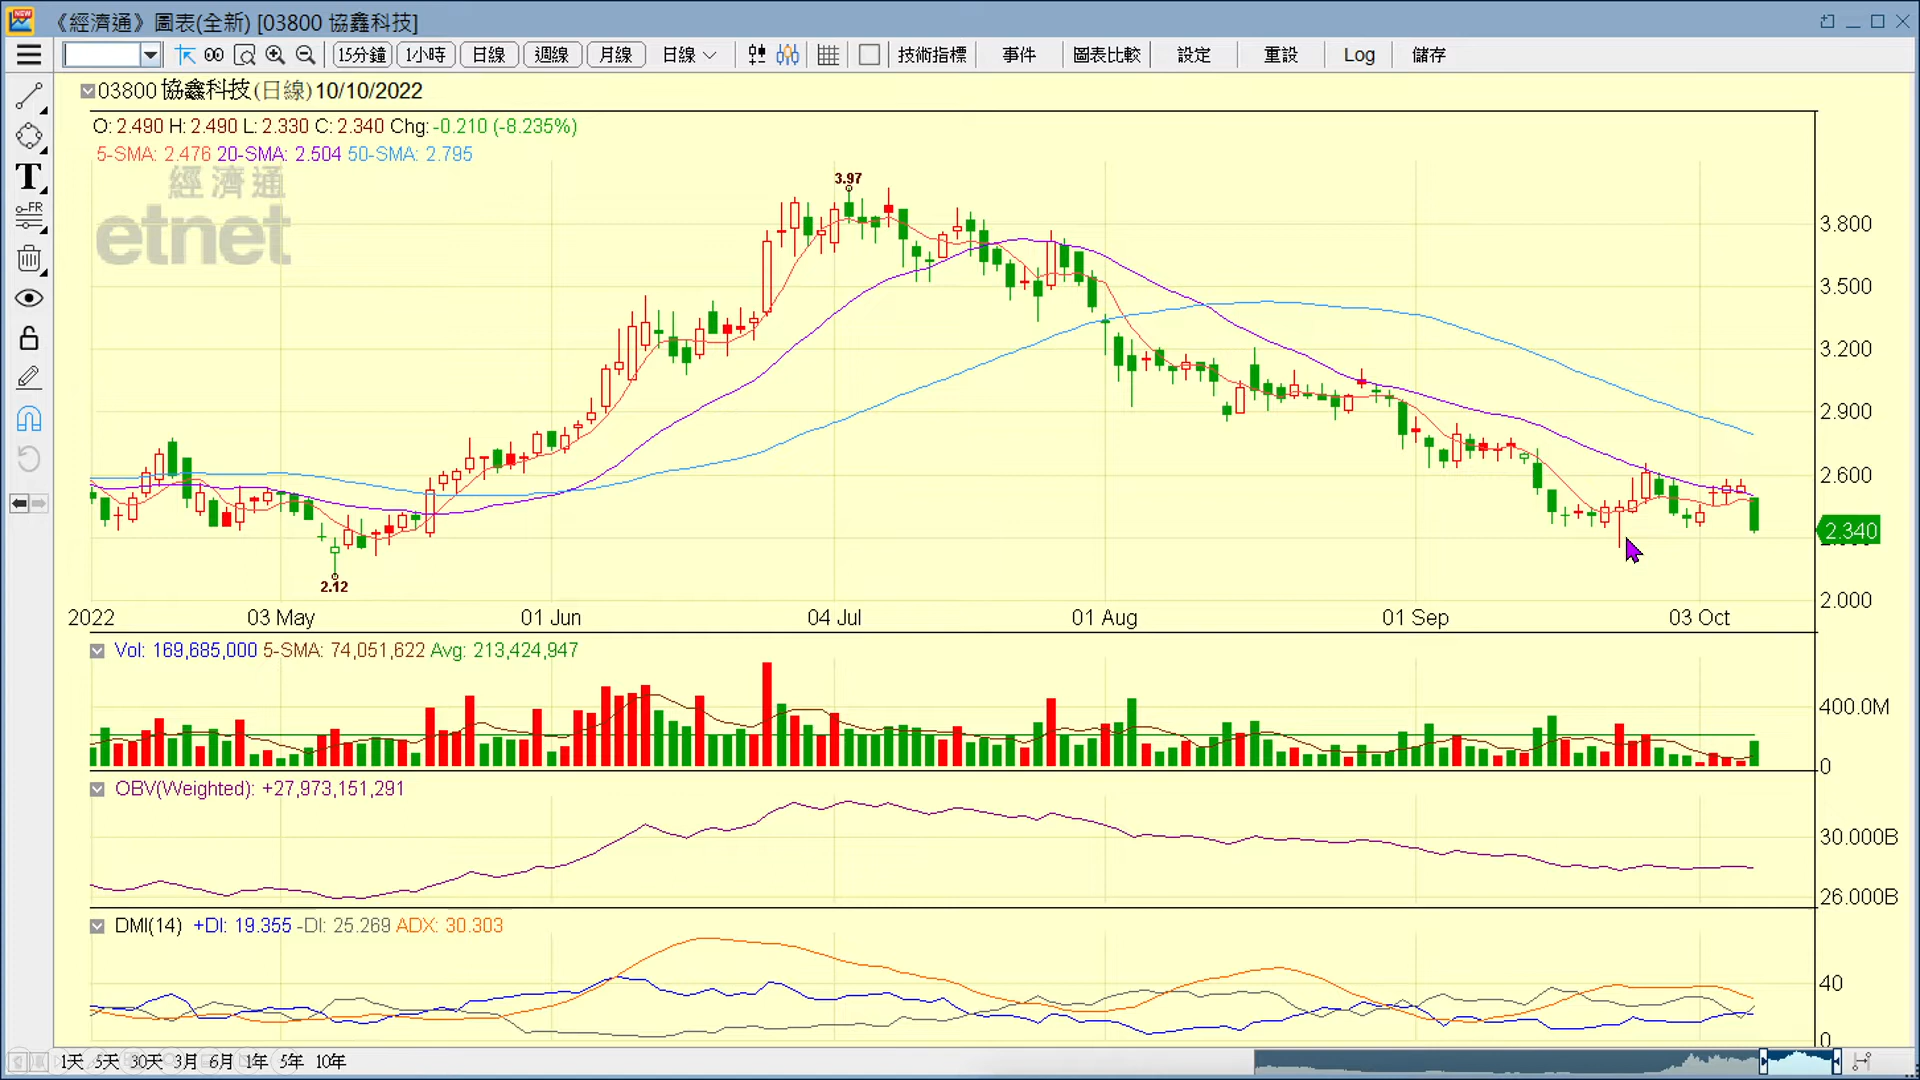 《經濟通》圖表(全新) [03800 協鑫科技]
15分鐘 1小時 日線 週線 月線 日線 技術指標 事件 圖表比較 設定 重設 Log 儲存
03800 協鑫科技(日線) 10/10/2022
O: 2.490 H: 2.490 L: 2.330 C: 2.340 Chg: -0.210 (-8.235%)
5-SMA: 2.476 20-SMA: 2.504 50-SMA: 2.795
經濟通
etnet
T
FR
3.97
2.12
3.800
3.500
3.200
2.900
2.600
2.340
2.000
2022 03 May 01 Jun 04 Jul 01 Aug 01 Sep 03 Oct
Vol: 169,685,000 5-SMA: 74,051,622 Avg: 213,424,947
400.0M
0
OBV(Weighted): +27,973,151,291
30.000B
26.000B
DMI(14) +DI: 19.355 -DI: 25.269 ADX: 30.303
40
0
1天 5天 30天 3月 6月 1年 5年 10年